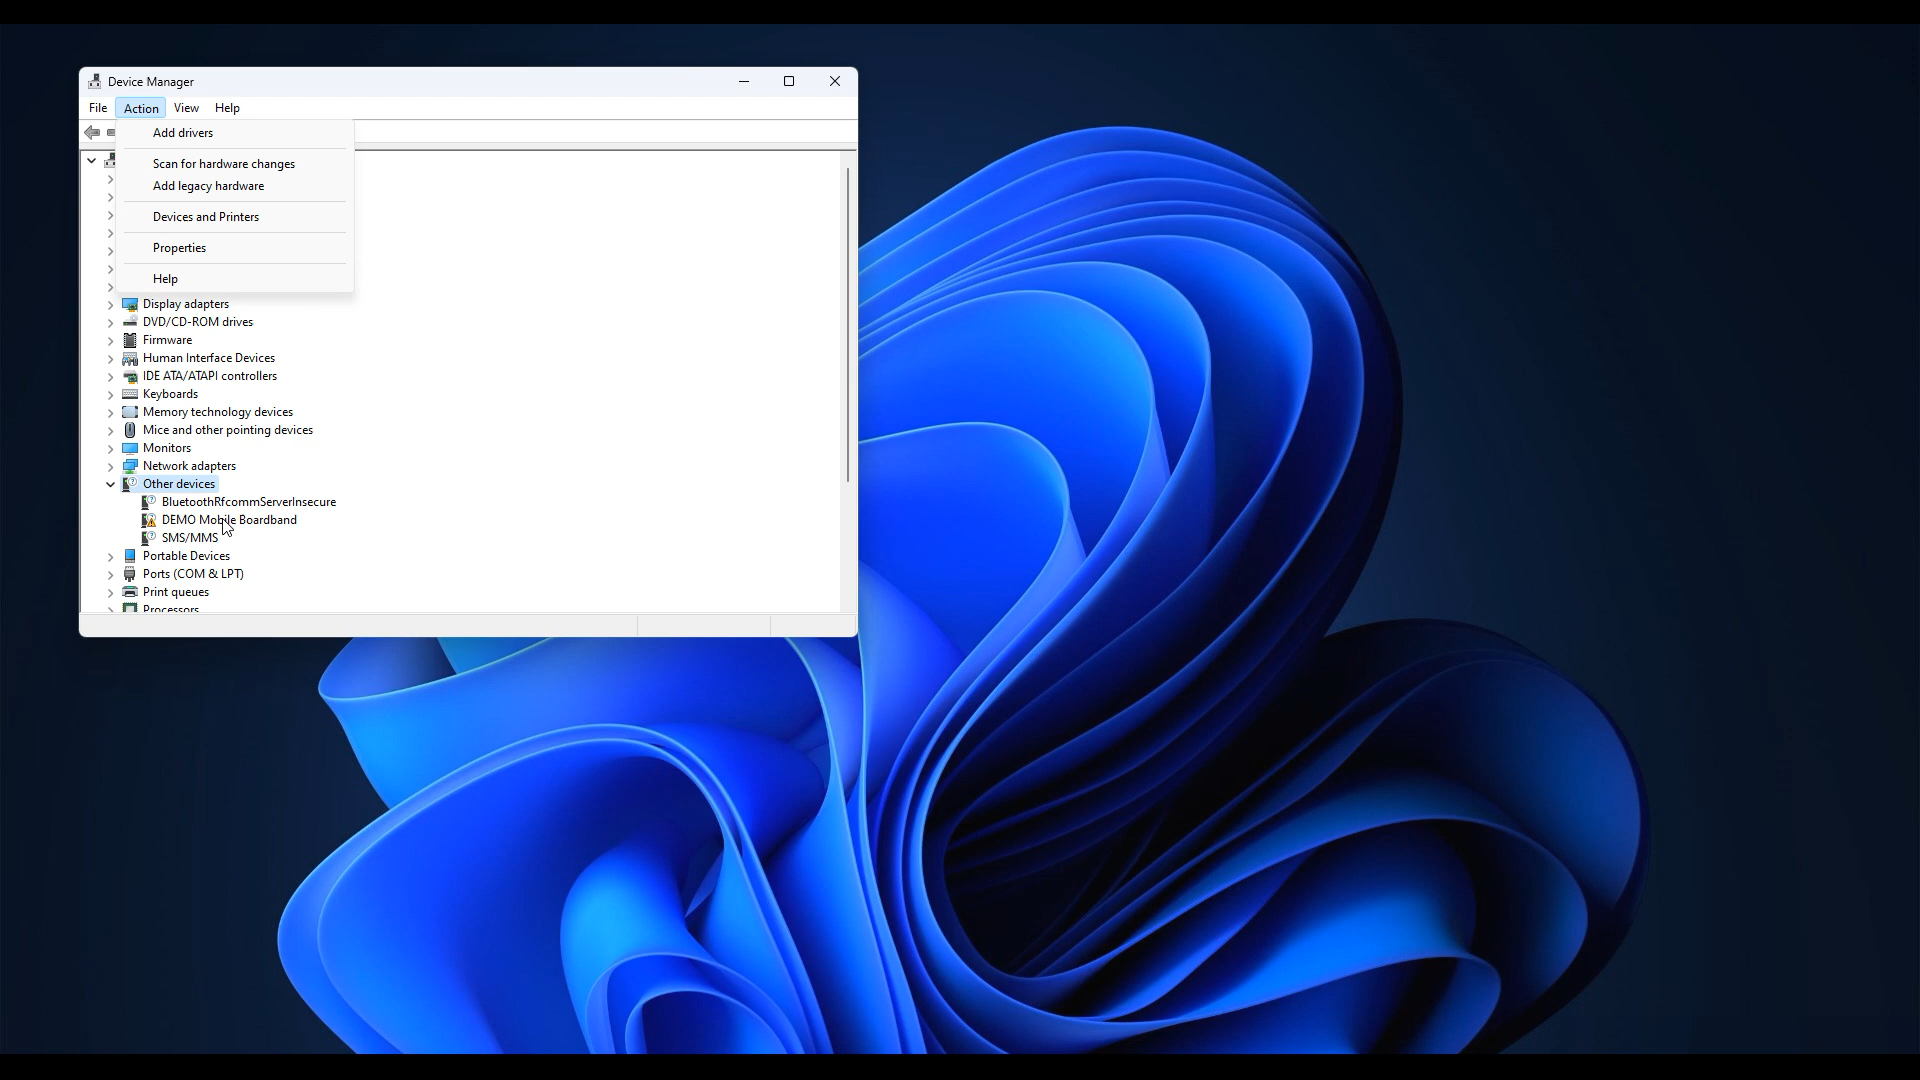 Device Manager
File Action View Help
Add drivers
Scan for hardware changes
Add legacy hardware
Devices and Printers
Properties
Help
Display adapters
DVD/CD-ROM drives
Firmware
Human Interface Devices
IDE ATA/ATAPI controllers
Keyboards
Memory technology devices
Mice and other pointing devices
Monitors
Network adapters
Other devices
BluetoothRfcommServerInsecure
DEMO Mobile Boardband
SMS/MMS
Portable Devices
Ports (COM & LPT)
Print queues
Processors